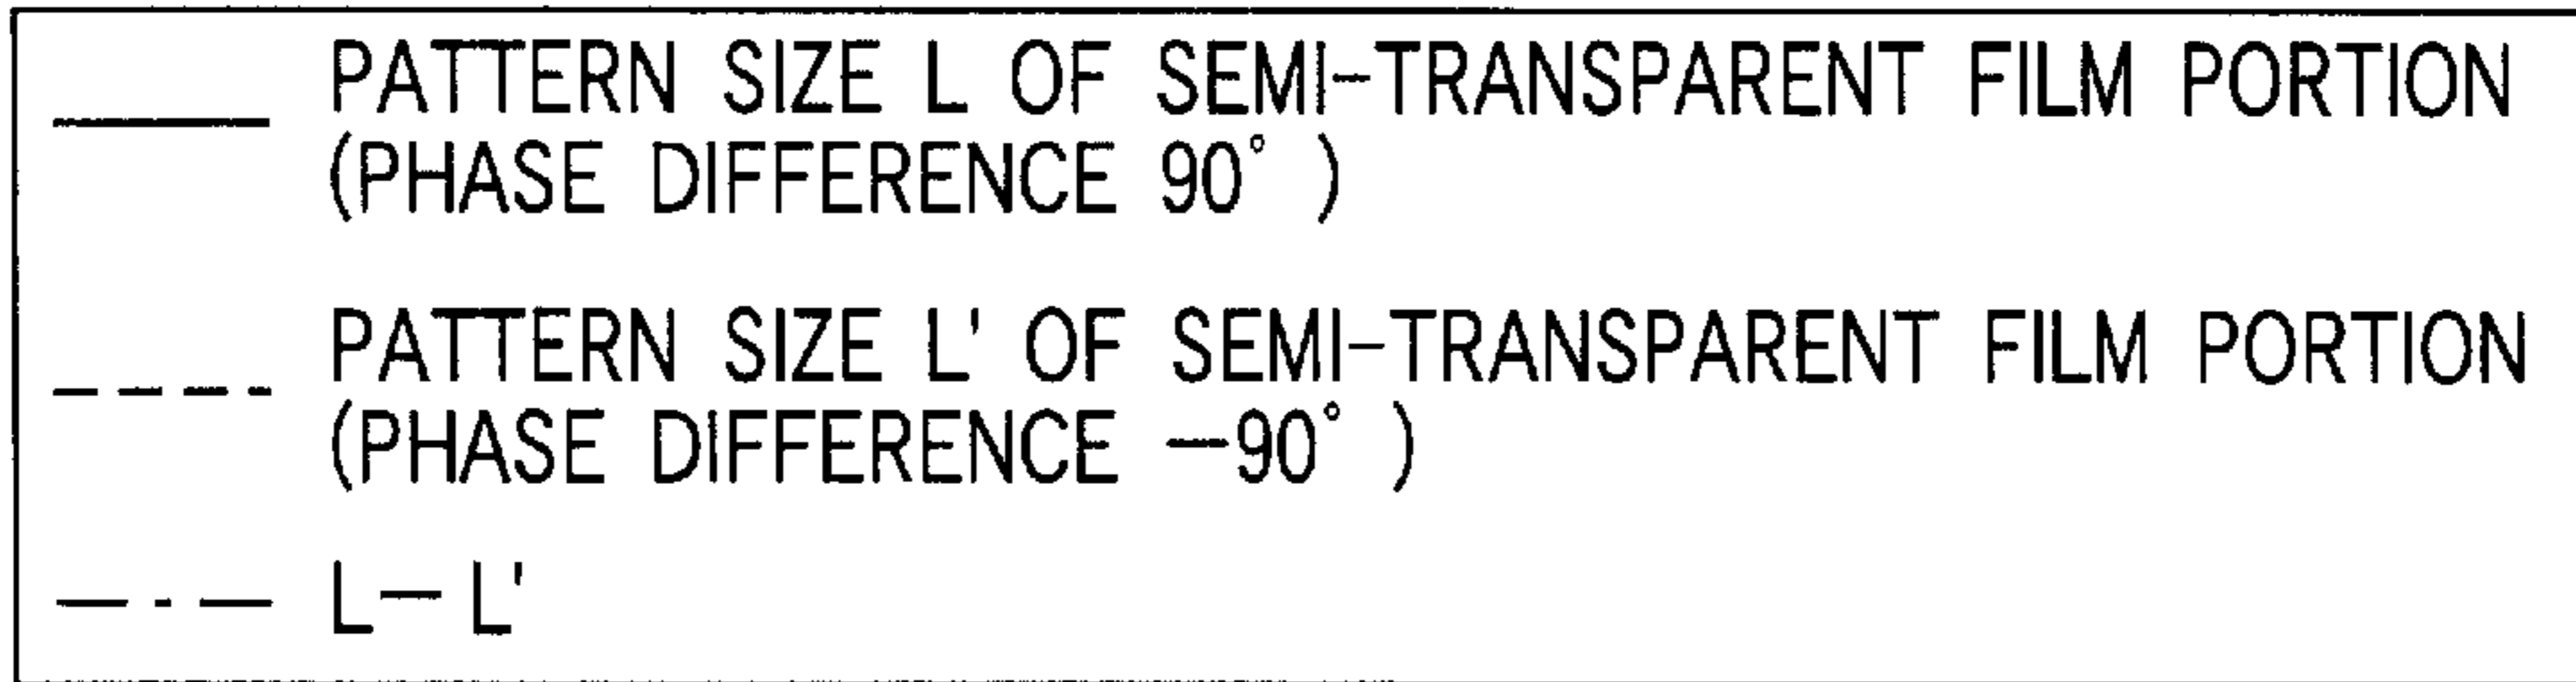 PATTERN SIZE L OF SEMI-TRANSPARENT FILM PORTION
(PHASE DIFFERENCE 90° )
PATTERN SIZE L' OF SEMI-TRANSPARENT FILM PORTION
(PHASE DIFFERENCE —90° )
L— L'